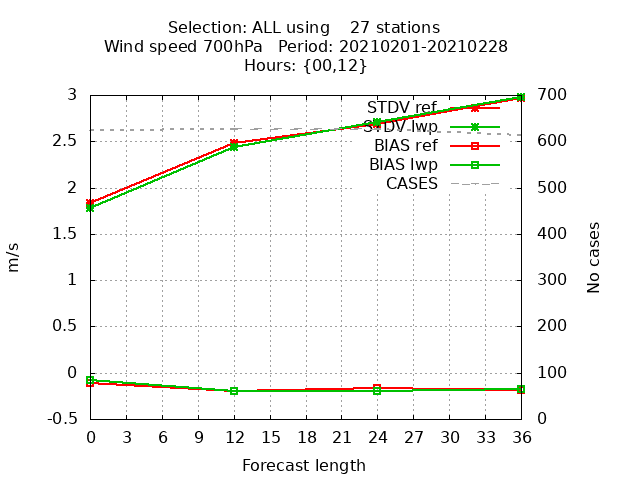 Selection: ALL using 27 stations
Wind speed 700hPa Period: 20210201-20210228
Hours: {00,12}
3
2.5
2
1.5
1
0.5
0
-0.5
m/s
700
600
500
400
300
200
100
0
No cases
STDV ref
STDV lwp
BIAS ref
BIAS lwp
CASES
0 3 6 9 12 15 18 21 24 27 30 33 36
Forecast length